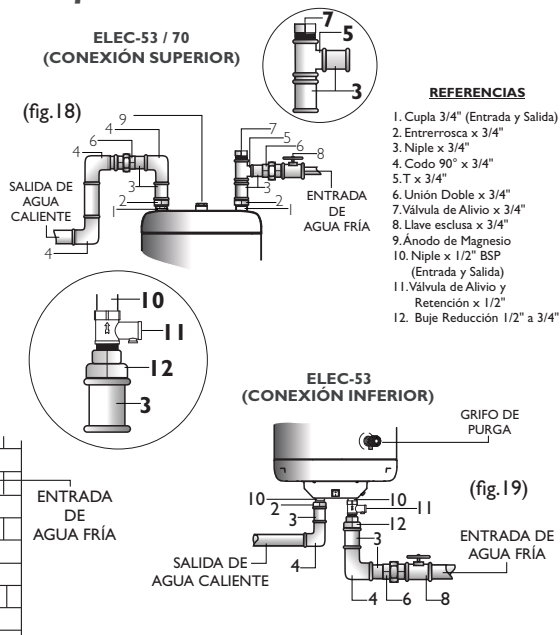 ELEC-53 / 70
(CONEXIÓN SUPERIOR)
7
5
3
(fig.18)
9
4
6
4
3
2
1
4
SALIDA DE
AGUA
CALIENTE
7
5
6
8
3
2
1
ENTRADA
DE
AGUA FRÍA
REFERENCIAS
1. Cupla 3/4" (Entrada y Salida)
2. Entrerrosca x 3/4"
3. Niple x 3/4"
4. Codo 90° x 3/4"
5. T x 3/4"
6. Unión Doble x 3/4"
7. Válvula de Alivio x 3/4"
8. Llave esclusa x 3/4"
9. Ánodo de Magnesio
10. Niple x 1/2" BSP
(Entrada y Salida)
11. Válvula de Alivio y
Retención x 1/2"
12. Buje Reducción 1/2" a 3/4"
10
11
12
3
ENTRADA
DE
AGUA FRÍA
ELEC-53
(CONEXIÓN INFERIOR)
GRIFO DE
PURGA
(fig.19)
10
2
3
4
SALIDA DE
AGUA CALIENTE
10
11
12
3
4
6
8
ENTRADA DE
AGUA FRÍA